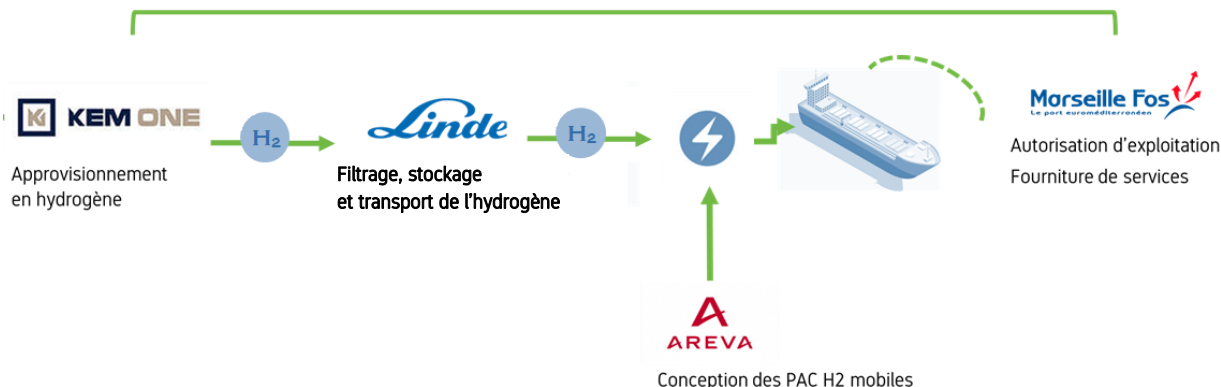 KEM ONE
H₂
Linde
H₂
Marseille Fos
Le port euroméditerranéen
Approvisionnement
en hydrogène
Filtrage, stockage
et transport de l'hydrogène
Autorisation d'exploitation
Fourniture de services
AREVA
Conception des PAC H2 mobiles